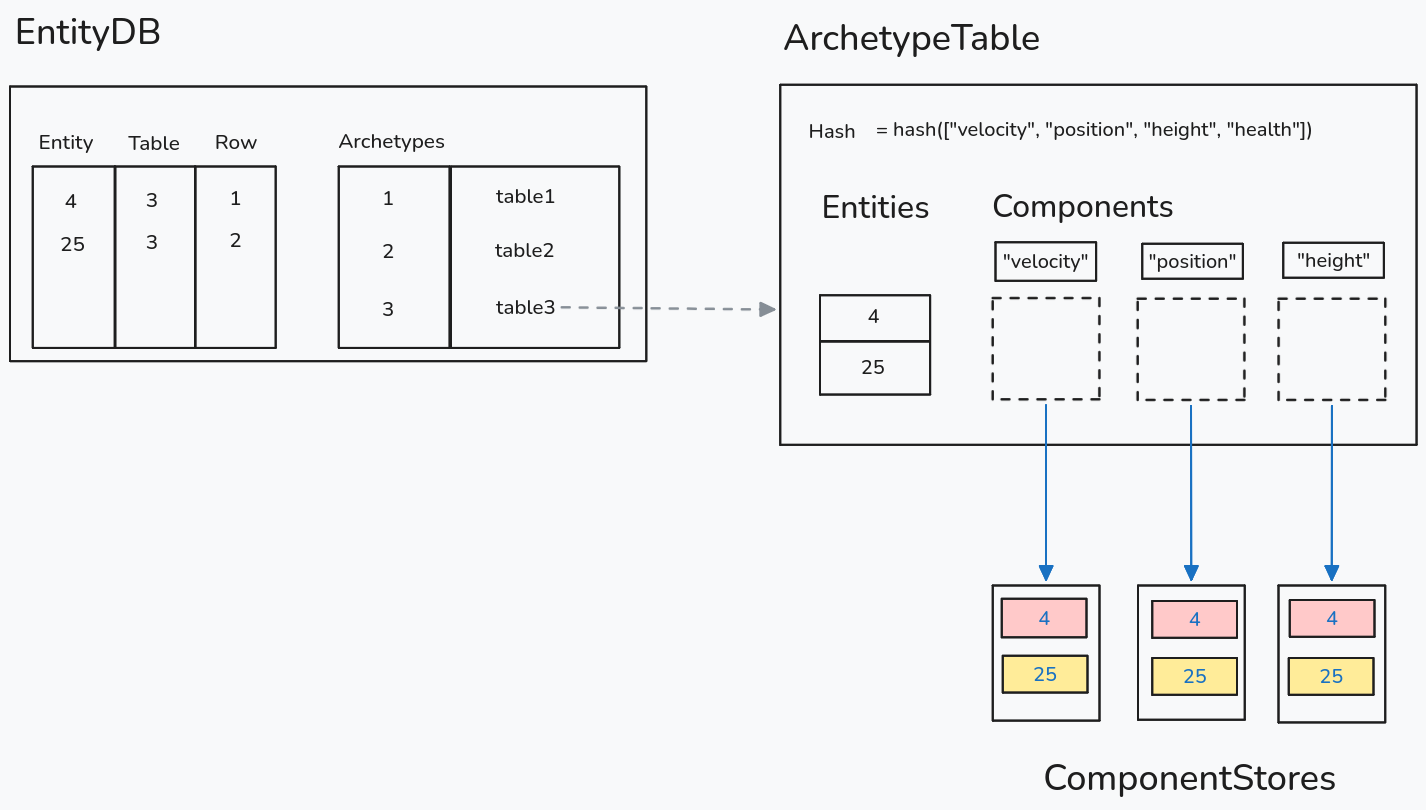 EntityDB
Entity Table Row
4 3 1
25 3 2
Archetypes
1 table1
2 table2
3 table3
ArchetypeTable
Hash = hash(["velocity", "position", "height", "health"])
Entities
4
25
Components
"velocity" "position" "height"
4 4 4
25 25 25
ComponentStores